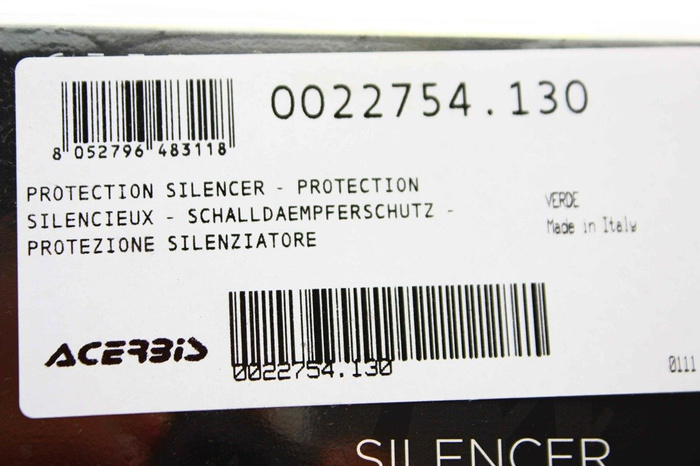 0022754.130
8 052796 483118
PROTECTION SILENCER - PROTECTION
SILENCIEUX - SCHALLDAEMPFERSCHUTZ -
PROTEZIONE SILENZIATORE
VERDE
Made in Italy
ACERBIS
0022754.130
0111
SILENCER